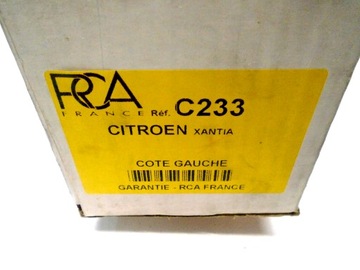 RCA
FRANCE Réf. C233
CITROEN XANTIA
COTE GAUCHE
GARANTIE - RCA FRANCE